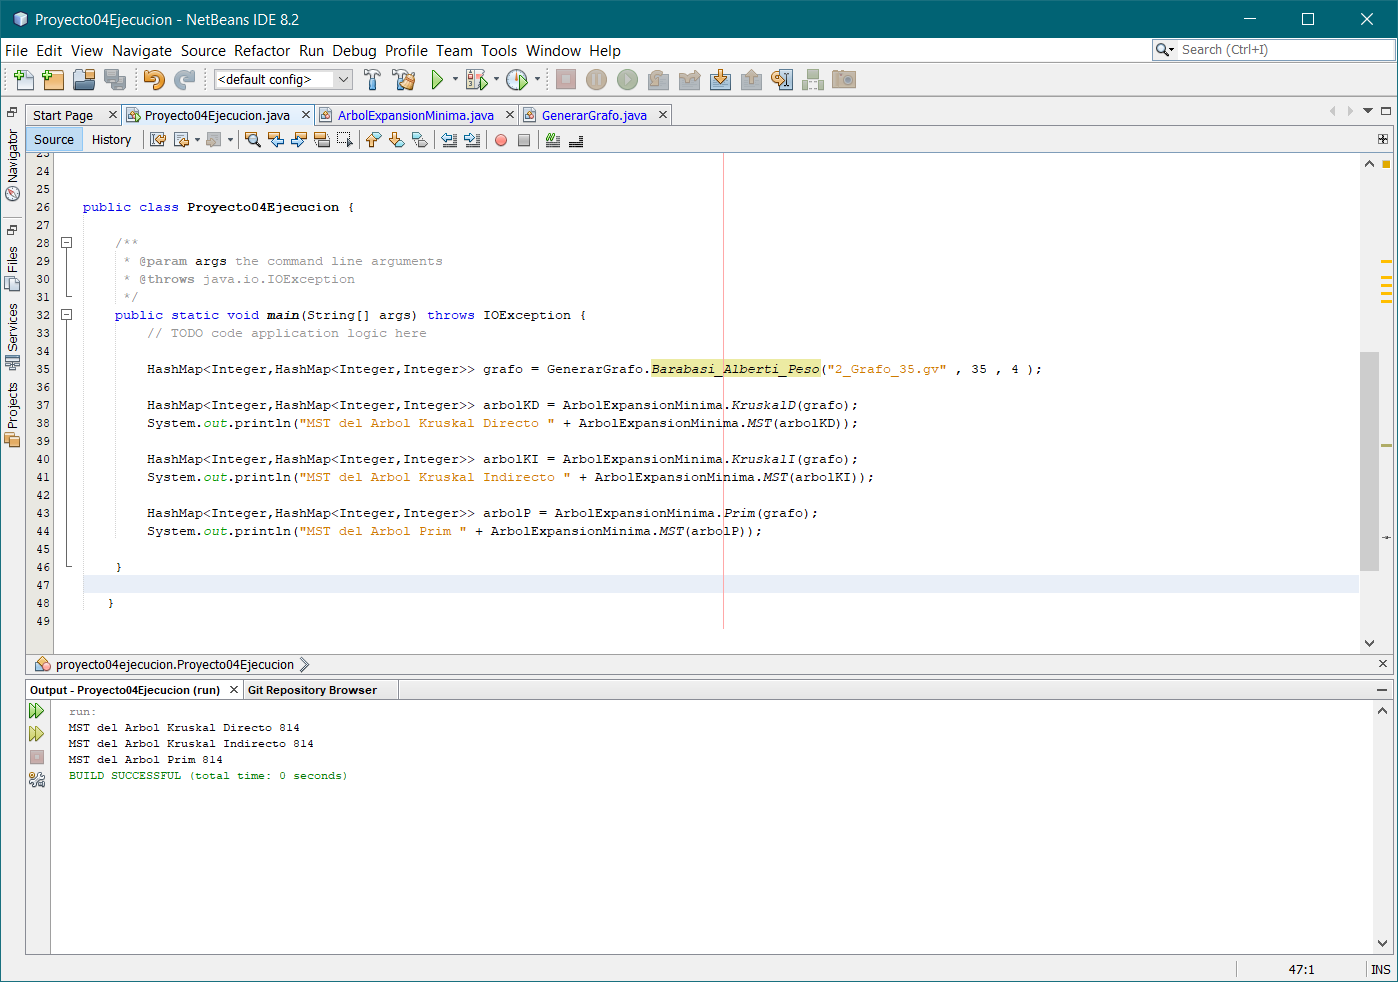 Proyecto04Ejecucion - NetBeans IDE 8.2
File Edit View Navigate Source Refactor Run Debug Profile Team Tools Window Help
Search (Ctrl+I)
<default config>
Start Page
Proyecto04Ejecucion.java
ArbolExpansionMinima.java
GenerarGrafo.java
Source History
Navigator
Files
Services
Projects
23
24
25
26 public class Proyecto04Ejecucion {
27
28 /**
29 * @param args the command line arguments
30 * @throws java.io.IOException
31 */
32 public static void main(String[] args) throws IOException {
33 // TODO code application logic here
34
35 HashMap<Integer,HashMap<Integer,Integer>> grafo = GenerarGrafo.Barabasi_Alberti_Peso("2_Grafo_35.gv" , 35 , 4 );
36
37 HashMap<Integer,HashMap<Integer,Integer>> arbolKD = ArbolExpansionMinima.KruskalD(grafo);
38 System.out.println("MST del Arbol Kruskal Directo " + ArbolExpansionMinima.MST(arbolKD));
39
40 HashMap<Integer,HashMap<Integer,Integer>> arbolKI = ArbolExpansionMinima.KruskalI(grafo);
41 System.out.println("MST del Arbol Kruskal Indirecto " + ArbolExpansionMinima.MST(arbolKI));
42
43 HashMap<Integer,HashMap<Integer,Integer>> arbolP = ArbolExpansionMinima.Prim(grafo);
44 System.out.println("MST del Arbol Prim " + ArbolExpansionMinima.MST(arbolP));
45
46 }
47
48 }
49
proyecto04ejecucion.Proyecto04Ejecucion
Output - Proyecto04Ejecucion (run)
Git Repository Browser
run:
MST del Arbol Kruskal Directo 814
MST del Arbol Kruskal Indirecto 814
MST del Arbol Prim 814
BUILD SUCCESSFUL (total time: 0 seconds)
47:1 INS